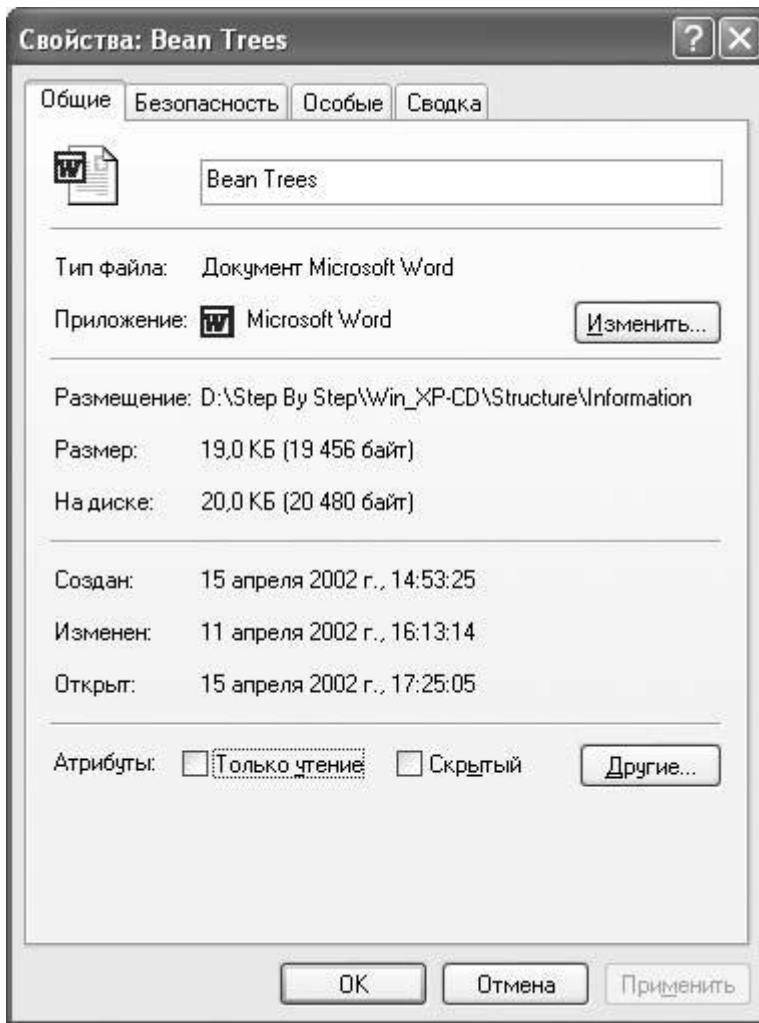 Свойства: Bean Trees
Общие Безопасность Особые Сводка
Bean Trees
Тип файла: Документ Microsoft Word
Приложение: Microsoft Word Изменить...
Размещение: D:\Step By Step\Win_XP-CD\Structure\Information
Размер: 19,0 КБ (19 456 байт)
На диске: 20,0 КБ (20 480 байт)
Создан: 15 апреля 2002 г., 14:53:25
Изменен: 11 апреля 2002 г., 16:13:14
Открыт: 15 апреля 2002 г., 17:25:05
Атрибуты: Только чтение Скрытый Другие...
OK Отмена Применить